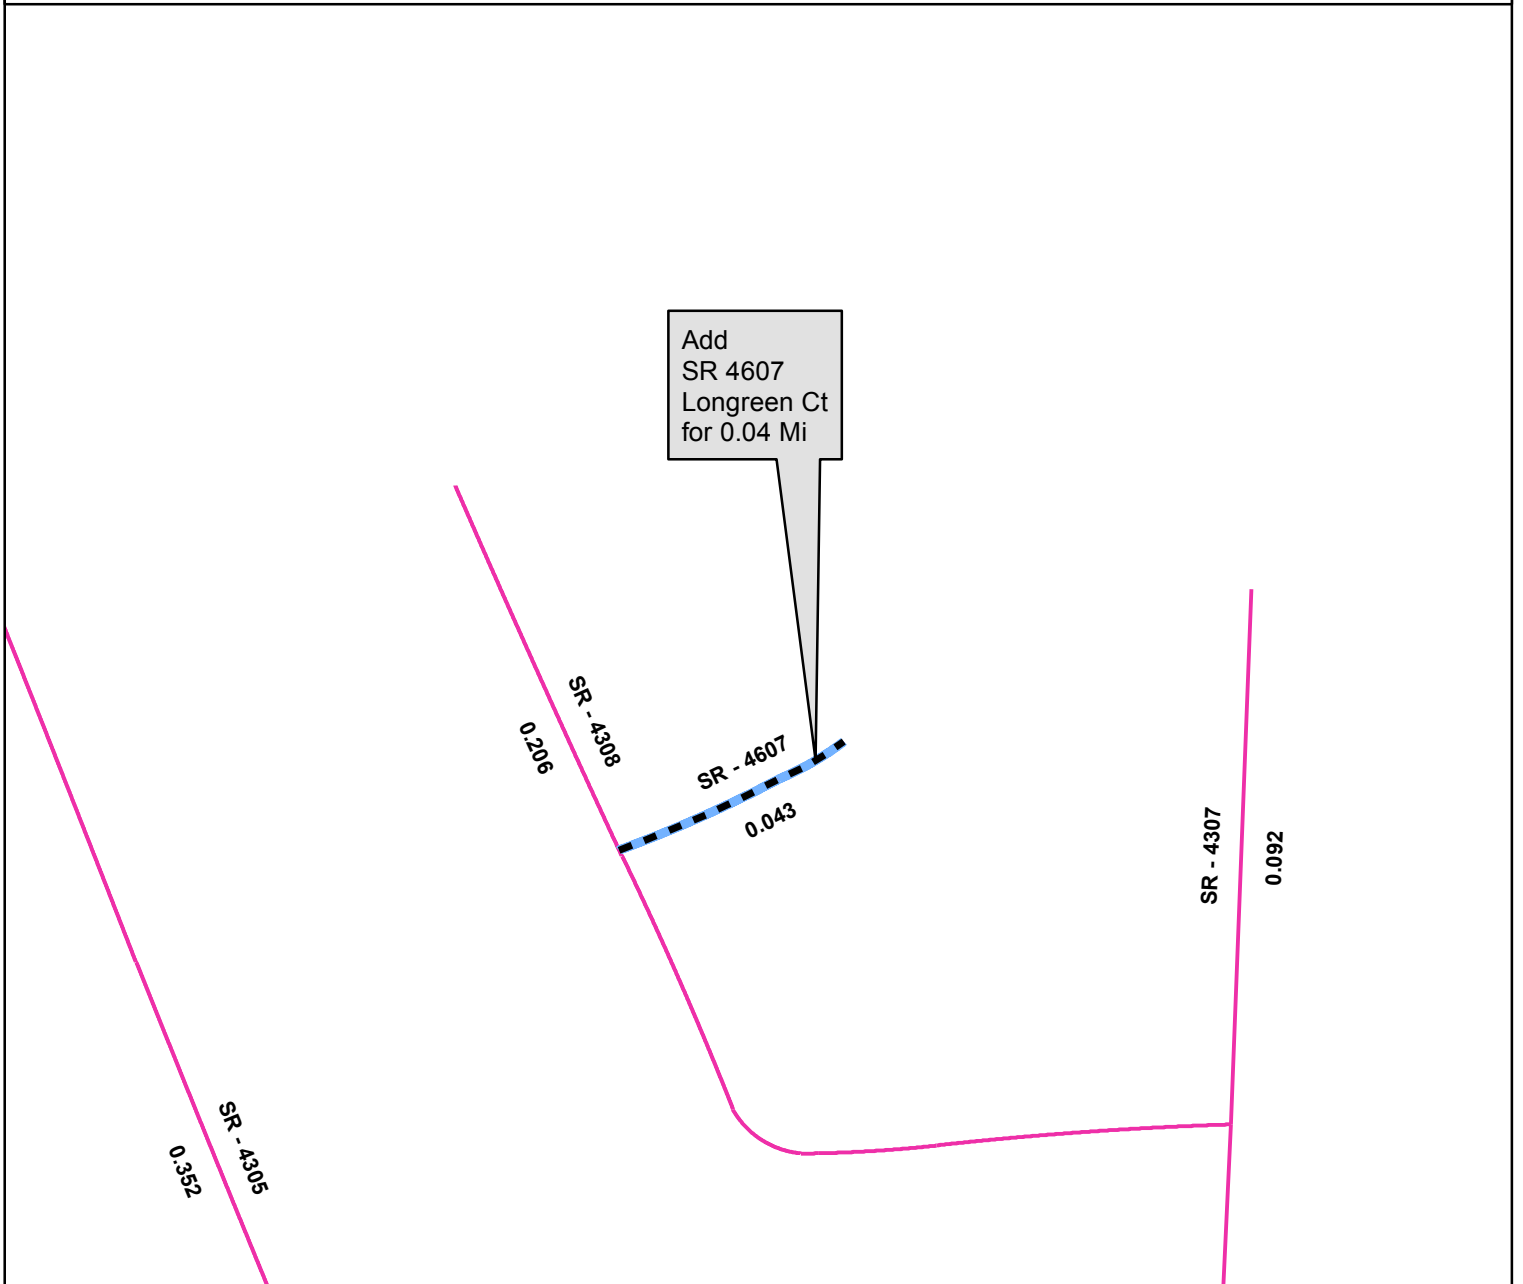 Add
SR 4607
Longreen Ct
for 0.04 Mi
SR - 4308
0.206
SR - 4607
0.043
SR - 4307
0.092
SR - 4305
0.352